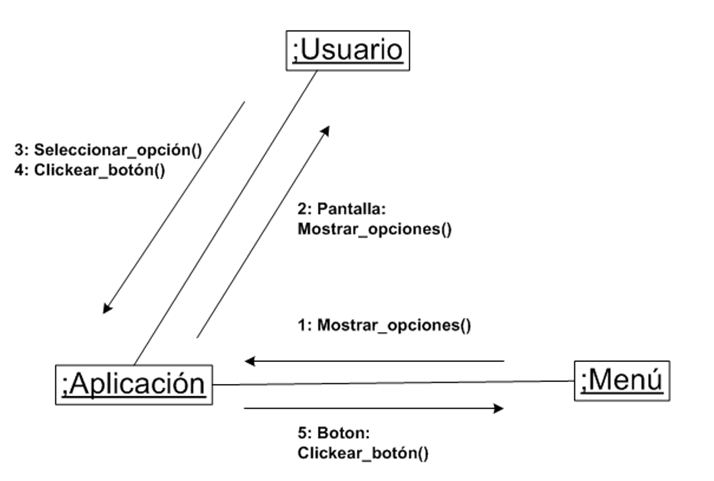 ;Usuario
3: Seleccionar_opción()
4: Clickear_botón()
2: Pantalla:
Mostrar_opciones()
1: Mostrar_opciones()
;Aplicación
;Menú
5: Boton:
Clickear_botón()